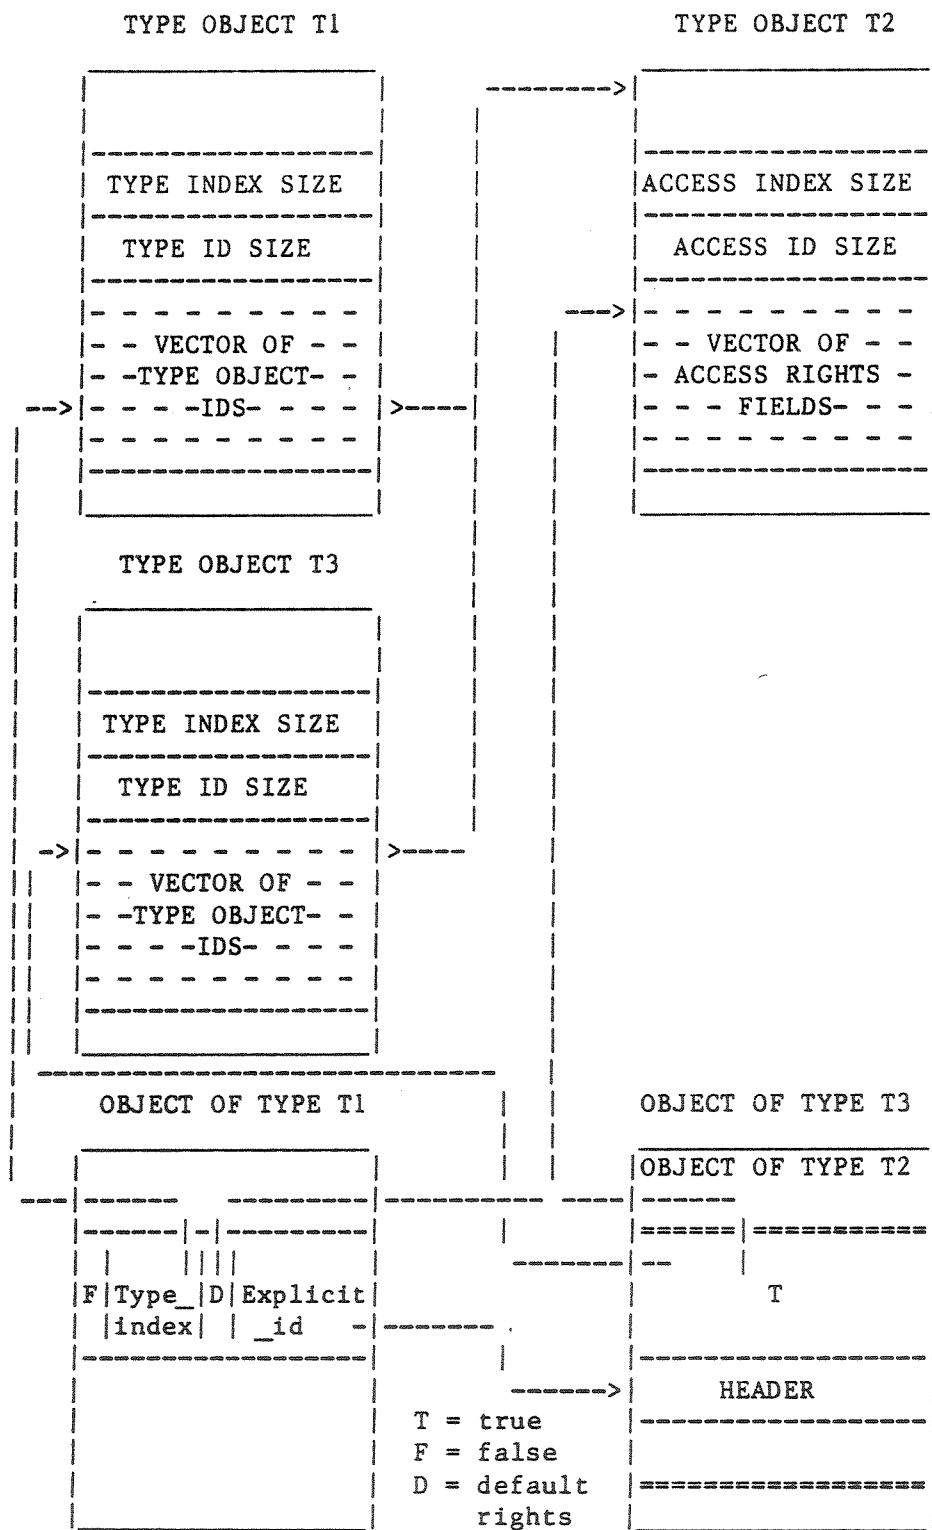 TYPE OBJECT T1
TYPE INDEX SIZE
TYPE ID SIZE
VECTOR OF
TYPE OBJECT
IDS
TYPE OBJECT T2
ACCESS INDEX SIZE
ACCESS ID SIZE
VECTOR OF
ACCESS RIGHTS
FIELDS
TYPE OBJECT T3
TYPE INDEX SIZE
TYPE ID SIZE
VECTOR OF
TYPE OBJECT
IDS
OBJECT OF TYPE T1
F Type_ D Explicit
index _id
OBJECT OF TYPE T3
OBJECT OF TYPE T2
T
HEADER
T = true
F = false
D = default
rights